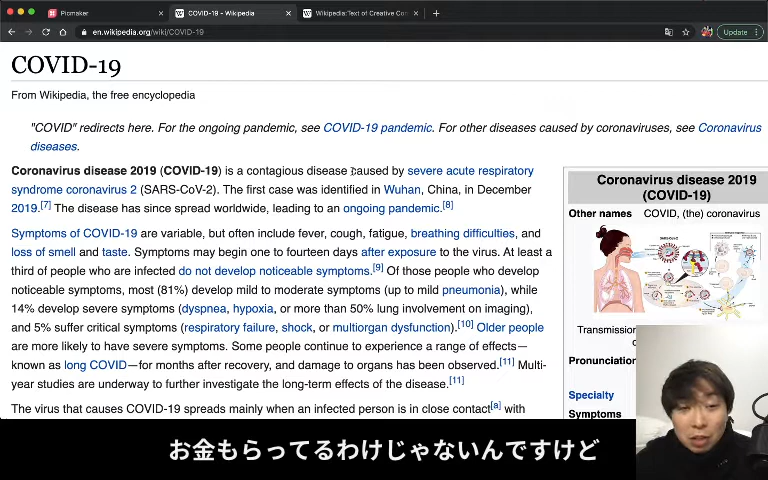 Picmaker
COVID-19 - Wikipedia
Wikipedia:Text of Creative Co
en.wikipedia.org/wiki/COVID-19
Update
COVID-19
From Wikipedia, the free encyclopedia
"COVID" redirects here. For the ongoing pandemic, see COVID-19 pandemic. For other diseases caused by coronaviruses, see Coronavirus
diseases.
Coronavirus disease 2019 (COVID-19) is a contagious disease caused by severe acute respiratory
syndrome coronavirus 2 (SARS-CoV-2). The first case was identified in Wuhan, China, in December
2019.[7] The disease has since spread worldwide, leading to an ongoing pandemic.[8]
Symptoms of COVID-19 are variable, but often include fever, cough, fatigue, breathing difficulties, and
loss of smell and taste. Symptoms may begin one to fourteen days after exposure to the virus. At least a
third of people who are infected do not develop noticeable symptoms.[9] Of those people who develop
noticeable symptoms, most (81%) develop mild to moderate symptoms (up to mild pneumonia), while
14% develop severe symptoms (dyspnea, hypoxia, or more than 50% lung involvement on imaging),
and 5% suffer critical symptoms (respiratory failure, shock, or multiorgan dysfunction).[10] Older people
are more likely to have severe symptoms. Some people continue to experience a range of effects—
known as long COVID—for months after recovery, and damage to organs has been observed.[11] Multi-
year studies are underway to further investigate the long-term effects of the disease.[11]
The virus that causes COVID-19 spreads mainly when an infected person is in close contact[a] with
Coronavirus disease 2019
(COVID-19)
Other names COVID, (the) coronavirus
Transmission
Pronunciation
Specialty
Symptoms
お金もらってるわけじゃないんですけど